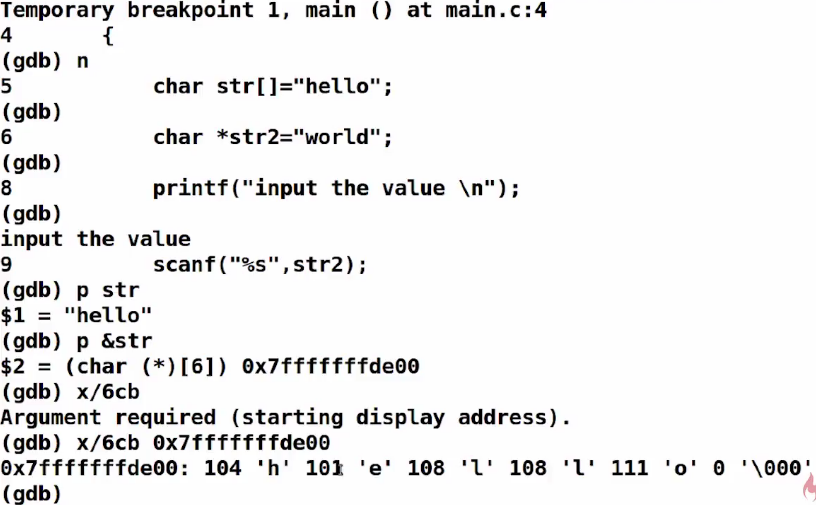 Temporary breakpoint 1, main () at main.c:4
4       {
(gdb) n
5           char str[]="hello";
(gdb)
6           char *str2="world";
(gdb)
8           printf("input the value \n");
(gdb)
input the value
9           scanf("%s",str2);
(gdb) p str
$1 = "hello"
(gdb) p &str
$2 = (char (*)[6]) 0x7fffffffde00
(gdb) x/6cb
Argument required (starting display address).
(gdb) x/6cb 0x7fffffffde00
0x7fffffffde00: 104 'h' 101 'e' 108 'l' 108 'l' 111 'o' 0 '\000'
(gdb)